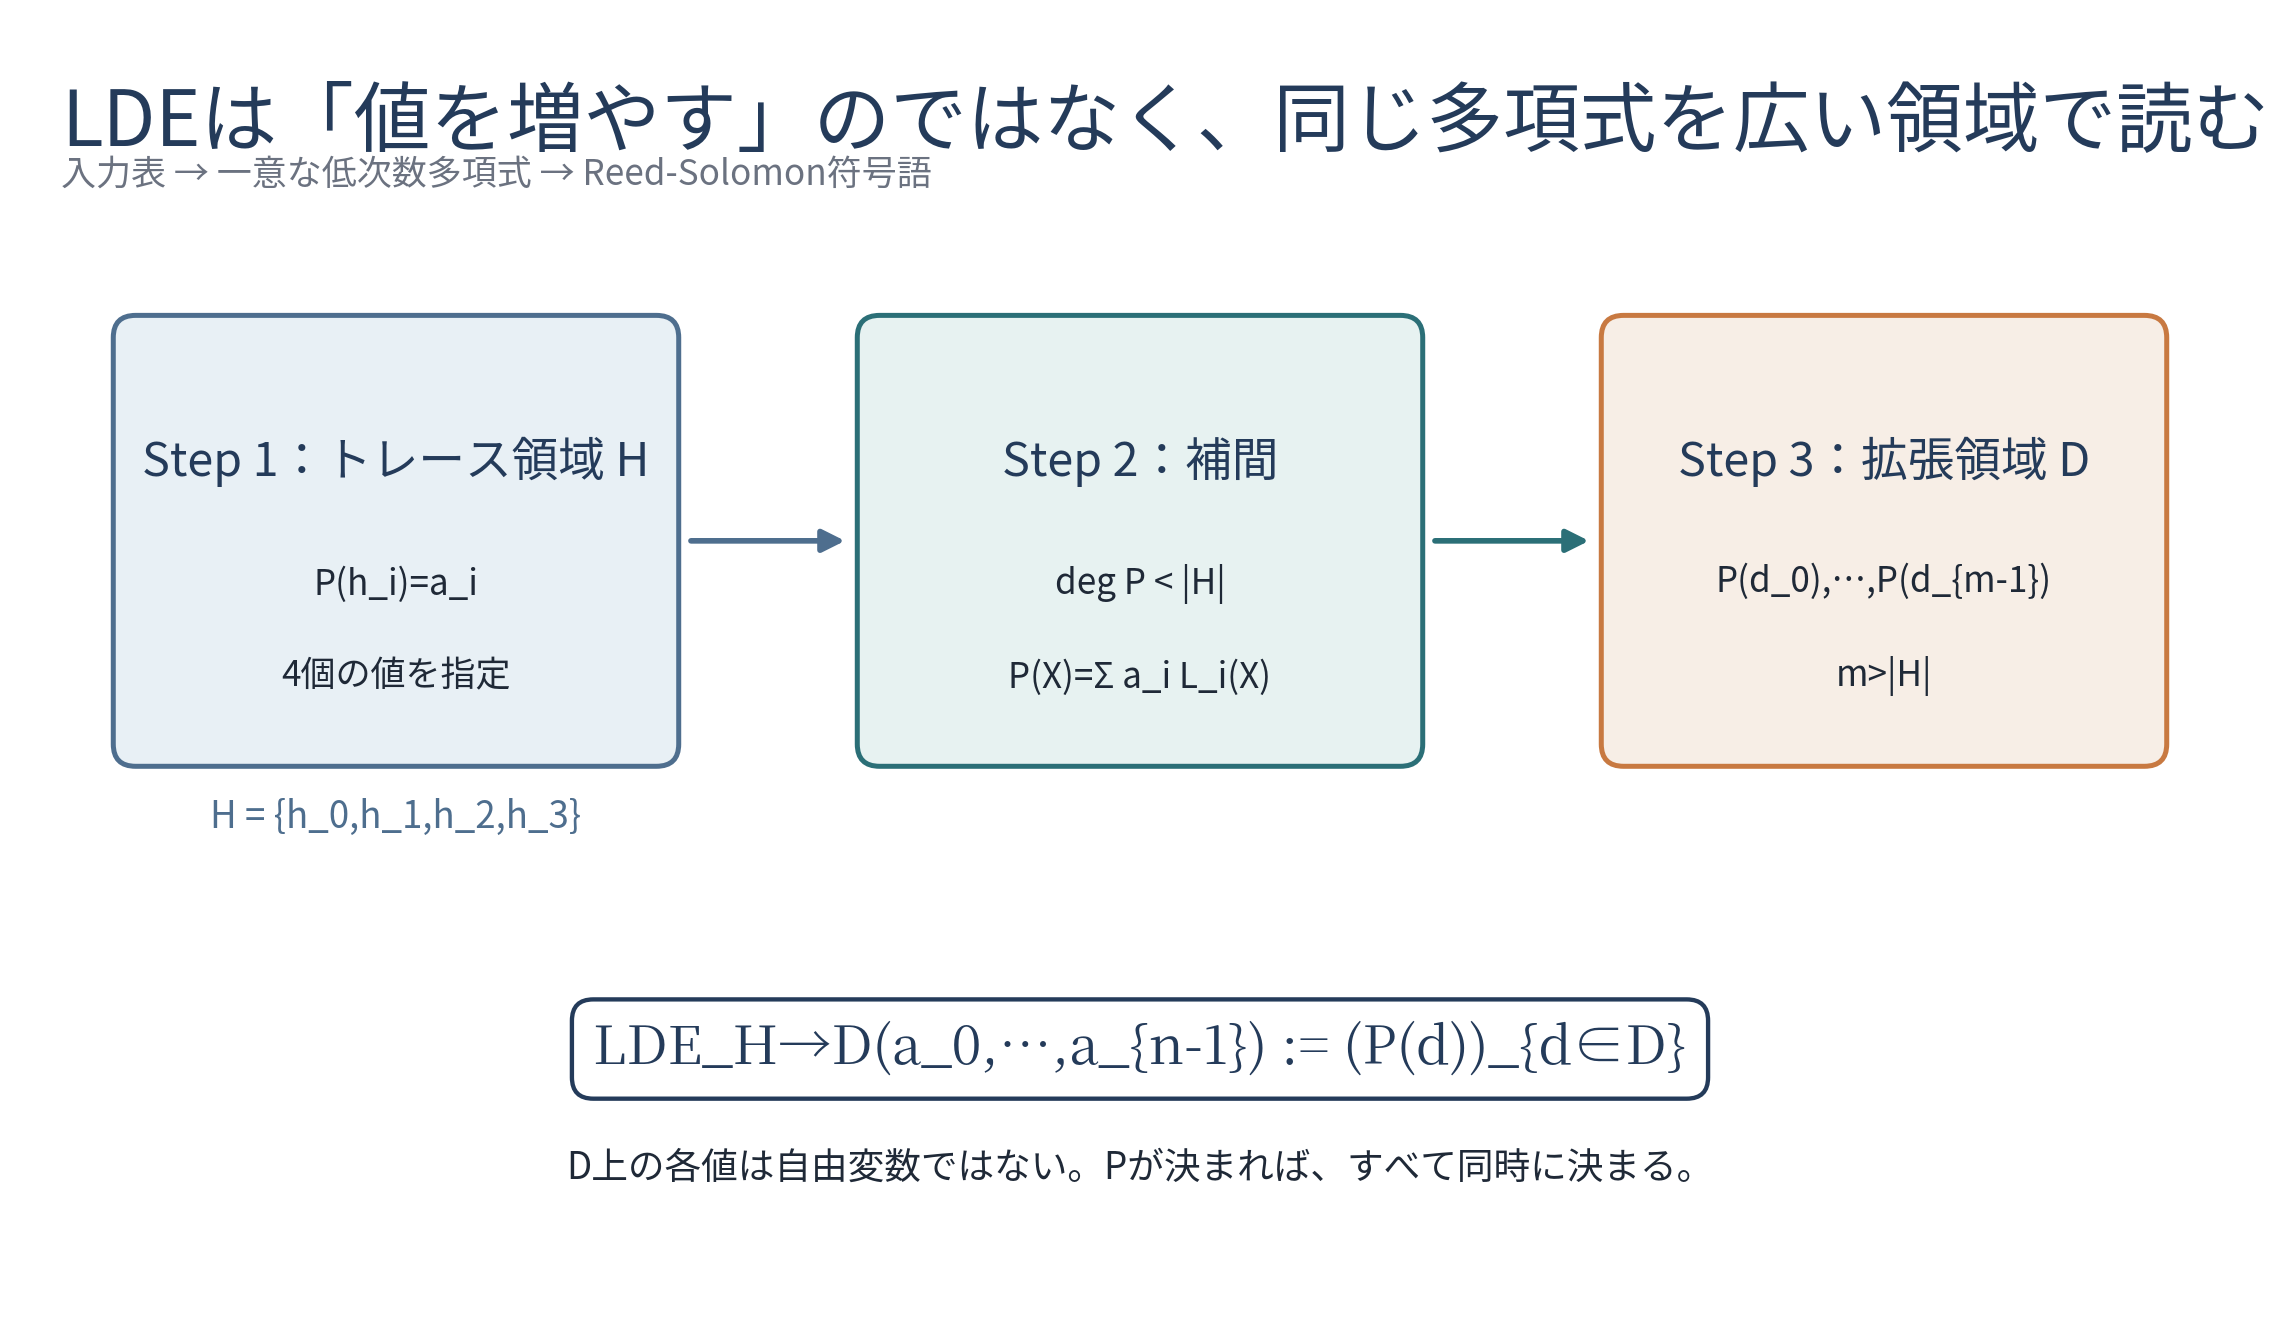 LDEは「値を増やす」のではなく、同じ多項式を広い領域で読む
入力表 → 一意な低次数多項式 → Reed-Solomon符号語
Step 1：トレース領域 H
P(h_i)=a_i
4個の値を指定
H = {h_0,h_1,h_2,h_3}
Step 2：補間
deg P < |H|
P(X)=Σ a_i L_i(X)
Step 3：拡張領域 D
P(d_0),⋯,P(d_{m-1})
m>|H|
LDE_H→D(a_0,⋯,a_{n-1}) := (P(d))_{d∈D}
D上の各値は自由変数ではない。Pが決まれば、すべて同時に決まる。